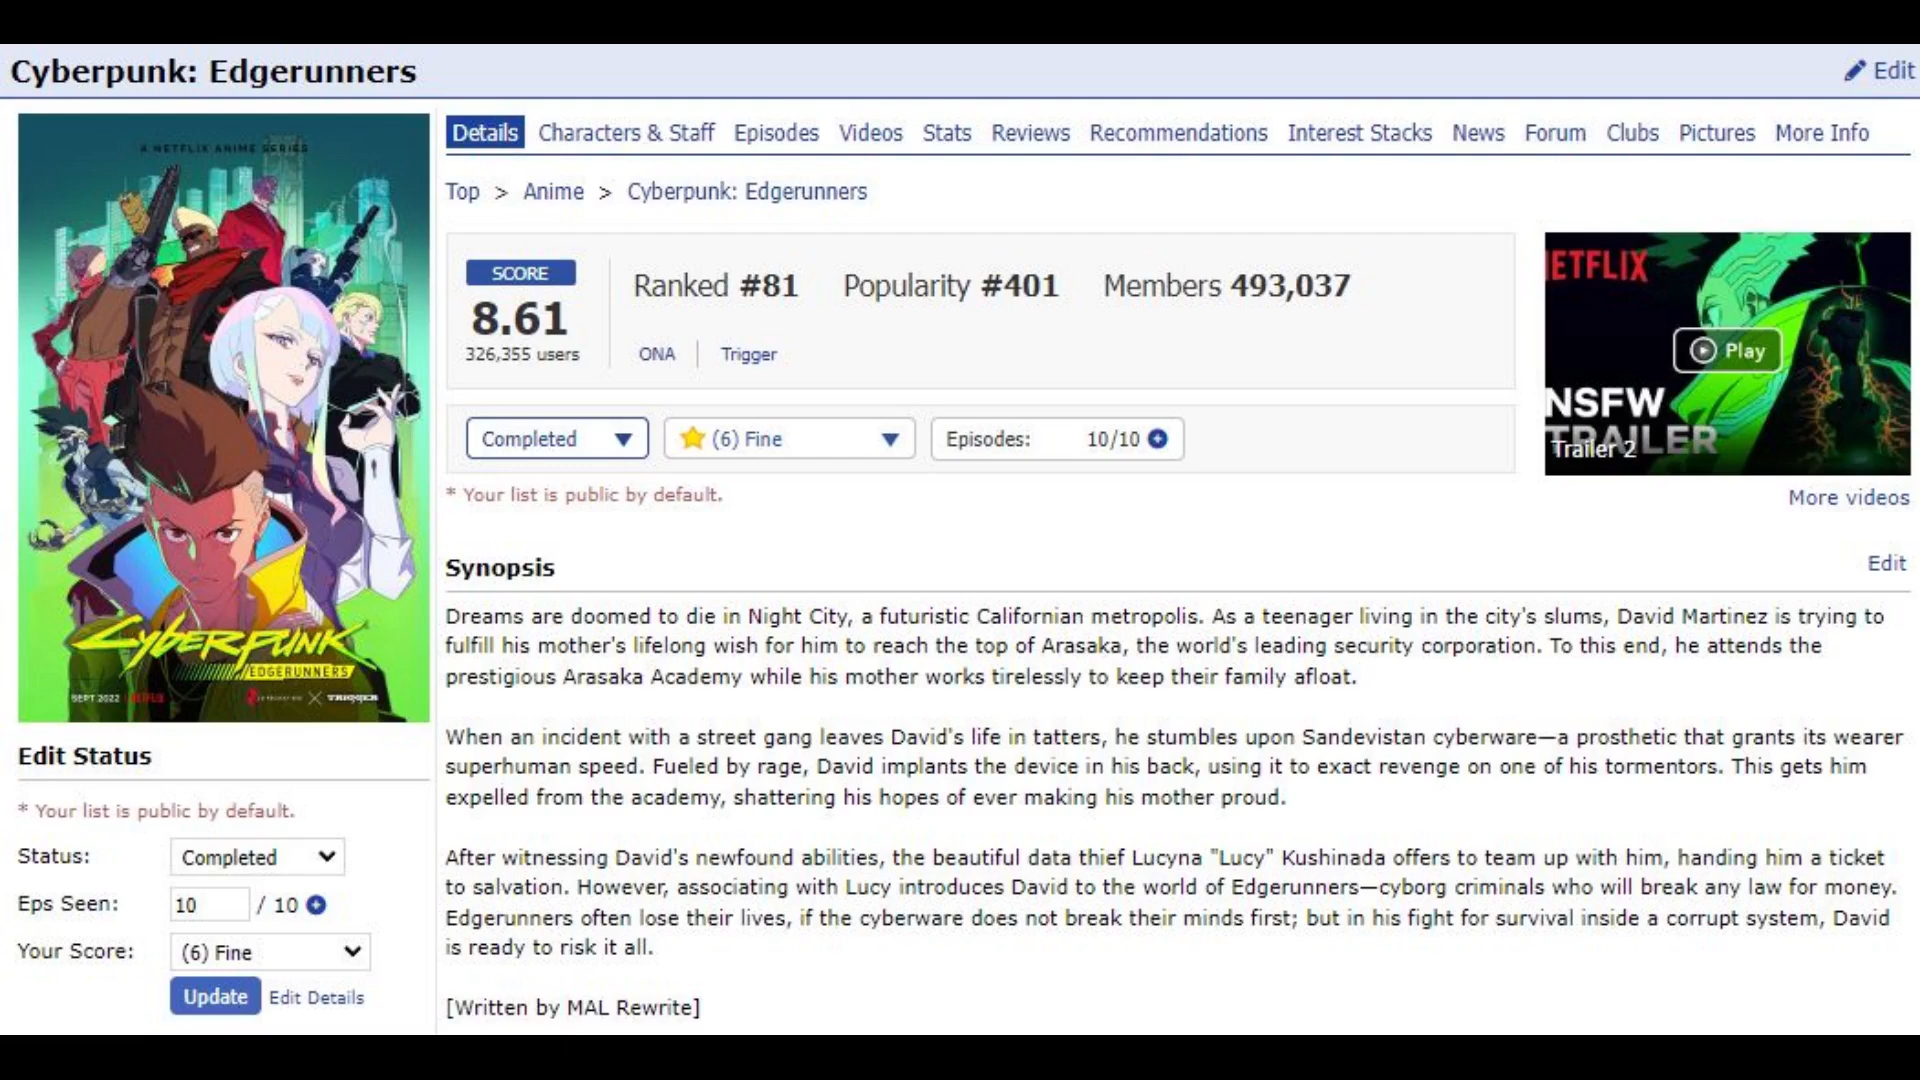 Cyberpunk: Edgerunners
Edit
Details Characters & Staff Episodes Videos Stats Reviews Recommendations Interest Stacks News Forum Clubs Pictures More Info
Top > Anime > Cyberpunk: Edgerunners
A NETFLIX ANIME SERIES
CYBERPUNK
EDGERUNNERS
SEPT 2022 NETFLIX
TRIGGER
SCORE
8.61
326,355 users
Ranked #81 Popularity #401 Members 493,037
ONA Trigger
Completed (6) Fine Episodes: 10/10
* Your list is public by default.
ETFLIX
Play
NSFW
TRAILER
Trailer 2
More videos
Synopsis
Edit
Dreams are doomed to die in Night City, a futuristic Californian metropolis. As a teenager living in the city's slums, David Martinez is trying to
fulfill his mother's lifelong wish for him to reach the top of Arasaka, the world's leading security corporation. To this end, he attends the
prestigious Arasaka Academy while his mother works tirelessly to keep their family afloat.
When an incident with a street gang leaves David's life in tatters, he stumbles upon Sandevistan cyberware—a prosthetic that grants its wearer
superhuman speed. Fueled by rage, David implants the device in his back, using it to exact revenge on one of his tormentors. This gets him
expelled from the academy, shattering his hopes of ever making his mother proud.
After witnessing David's newfound abilities, the beautiful data thief Lucyna "Lucy" Kushinada offers to team up with him, handing him a ticket
to salvation. However, associating with Lucy introduces David to the world of Edgerunners—cyborg criminals who will break any law for money.
Edgerunners often lose their lives, if the cyberware does not break their minds first; but in his fight for survival inside a corrupt system, David
is ready to risk it all.
[Written by MAL Rewrite]
Edit Status
* Your list is public by default.
Status: Completed
Eps Seen: 10 / 10
Your Score: (6) Fine
Update Edit Details